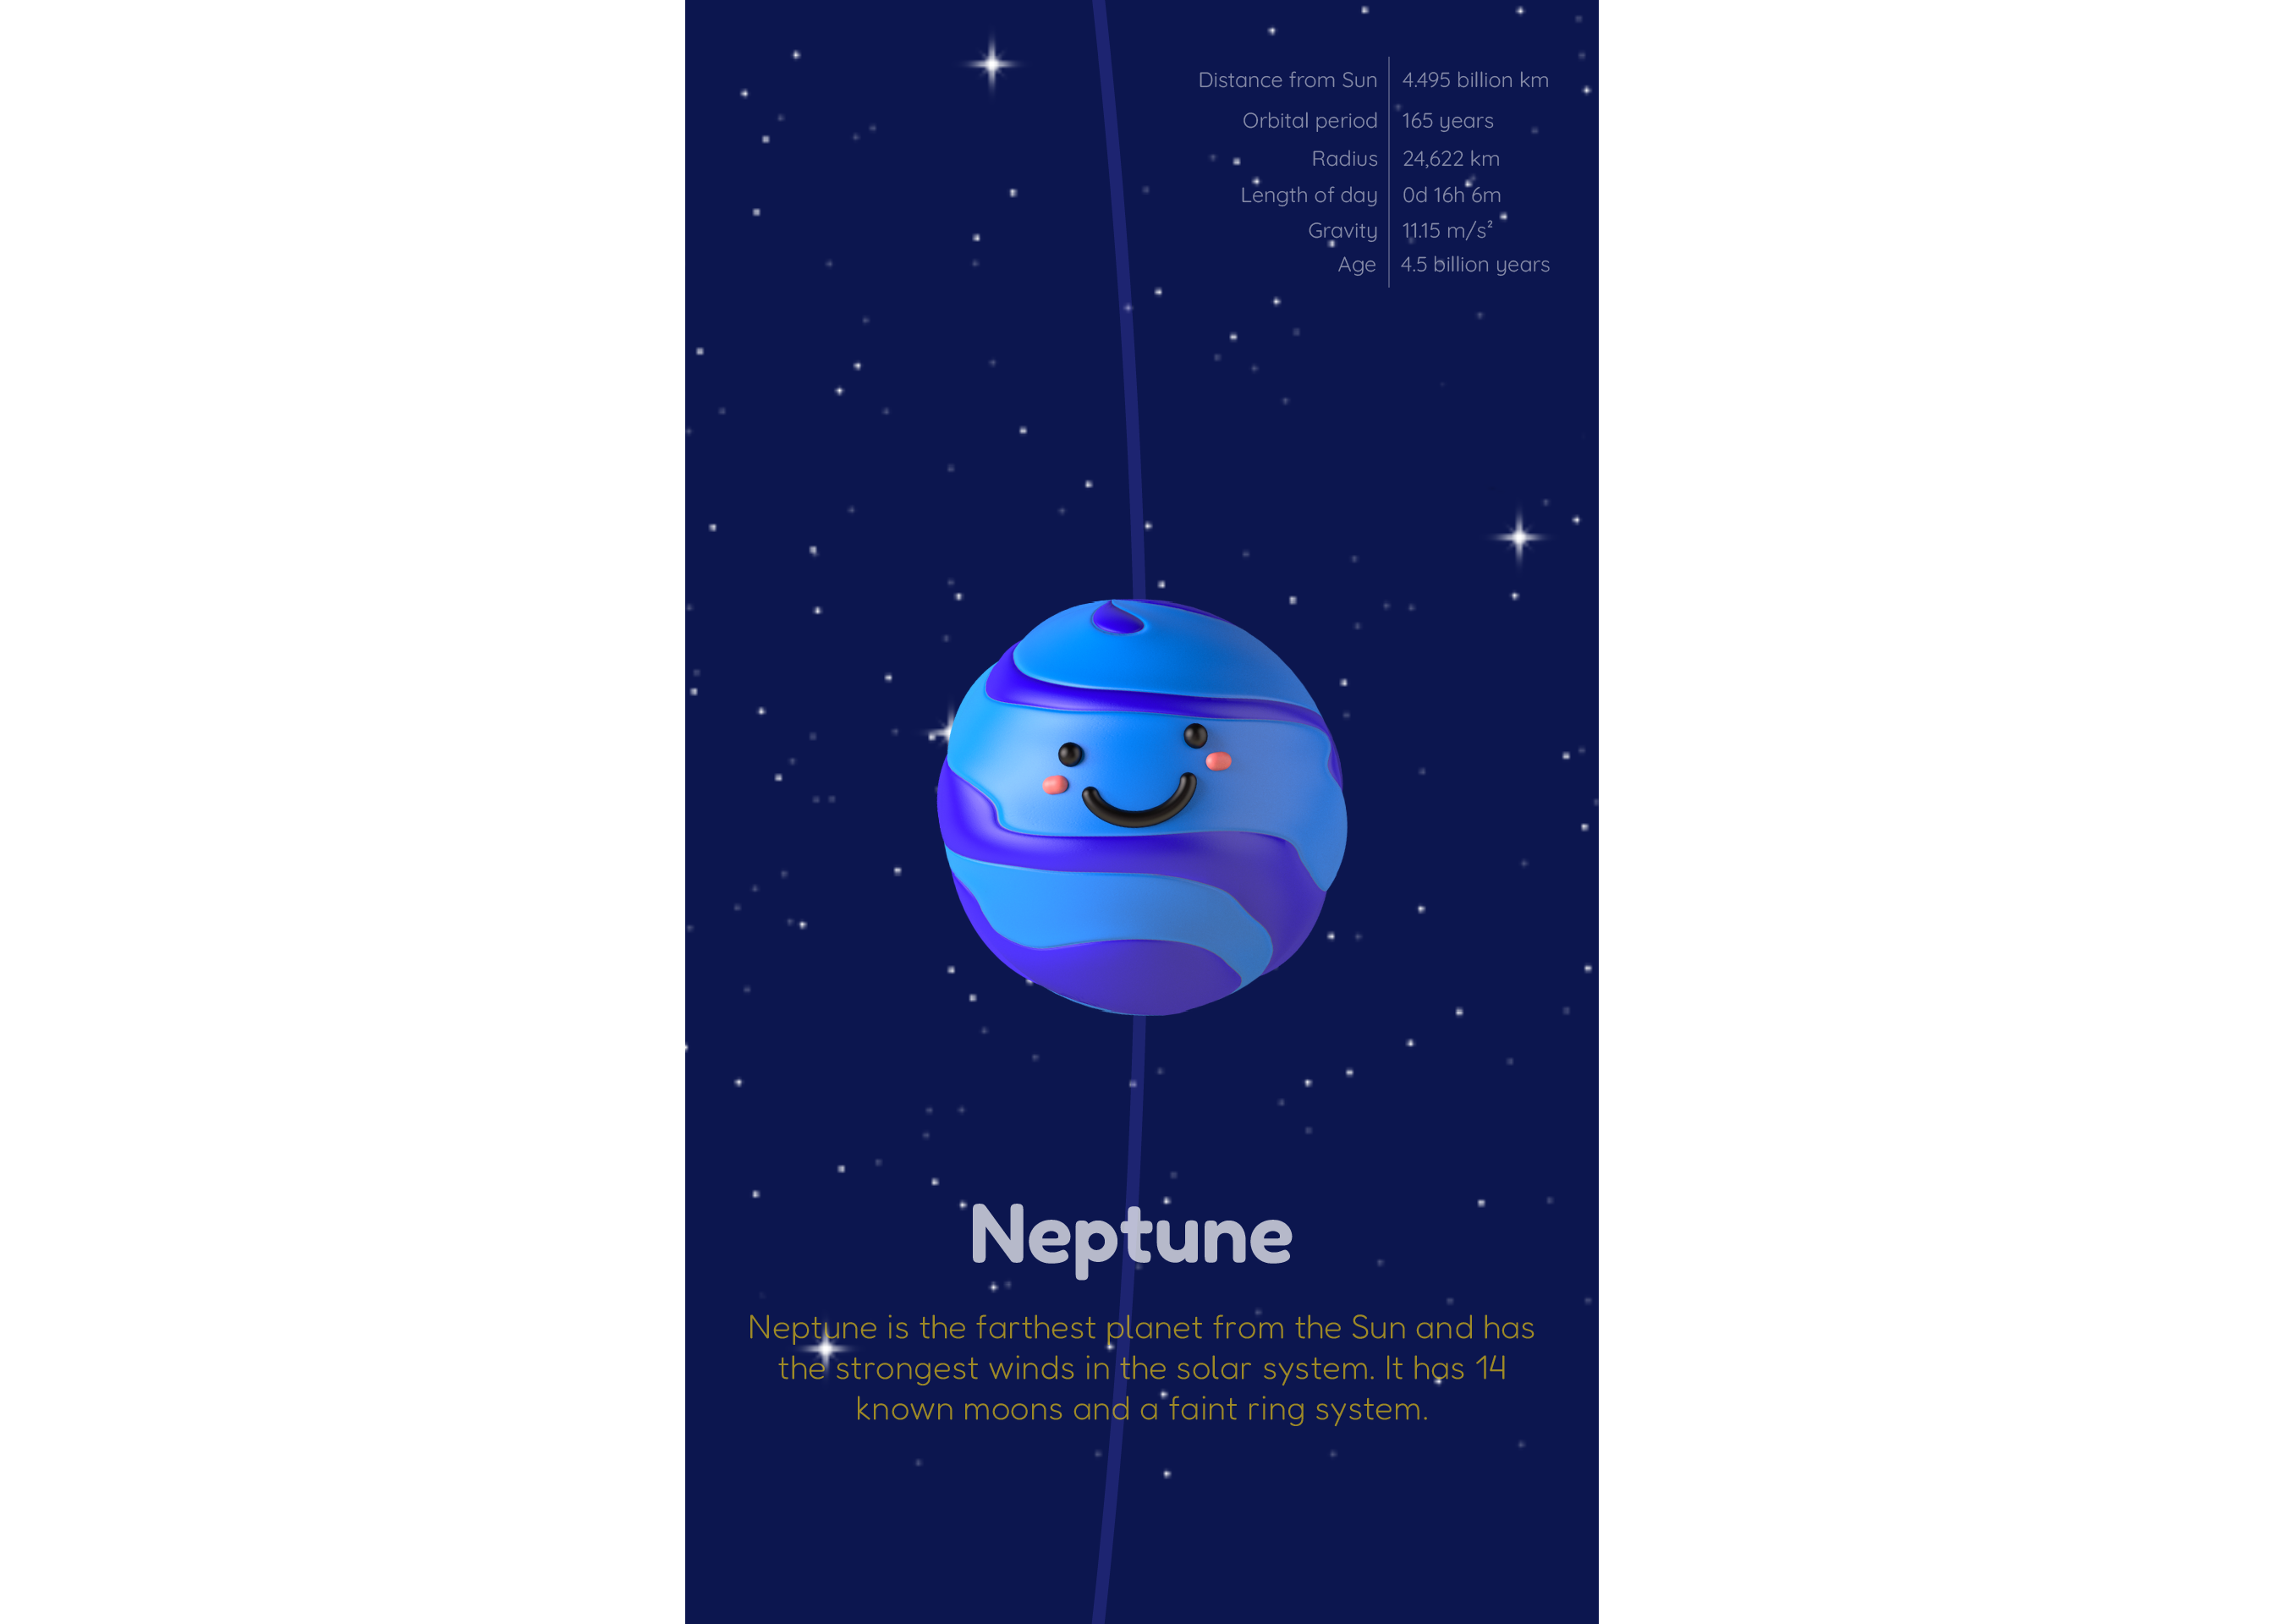 Distance from Sun 4.495 billion km
Orbital period 165 years
Radius 24,622 km
Length of day 0d 16h 6m
Gravity 11.15 m/s²
Age 4.5 billion years
Neptune
Neptune is the farthest planet from the Sun and has
the strongest winds in the solar system. It has 14
known moons and a faint ring system.